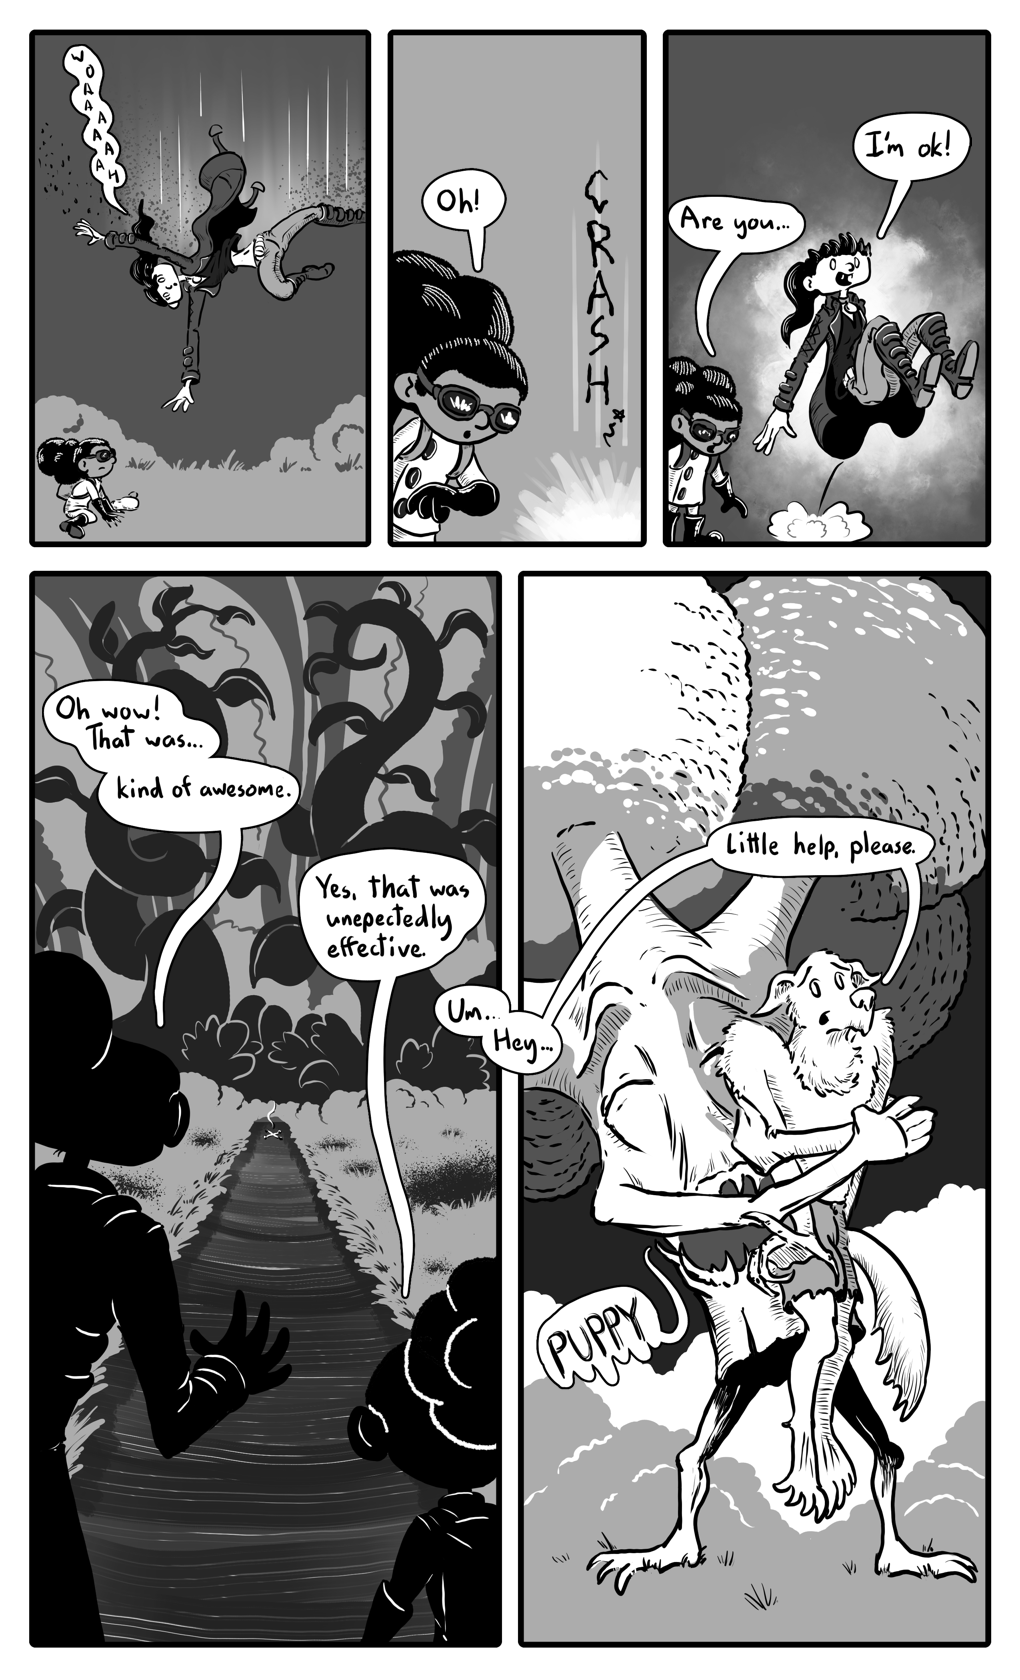 WOAAAAAAAH
Oh!
CRASH
Are you...
I'm ok!
Oh wow!
That was...
kind of awesome.
Yes, that was
unepectedly
effective.
Um...
Hey...
Little help, please.
PUPPY